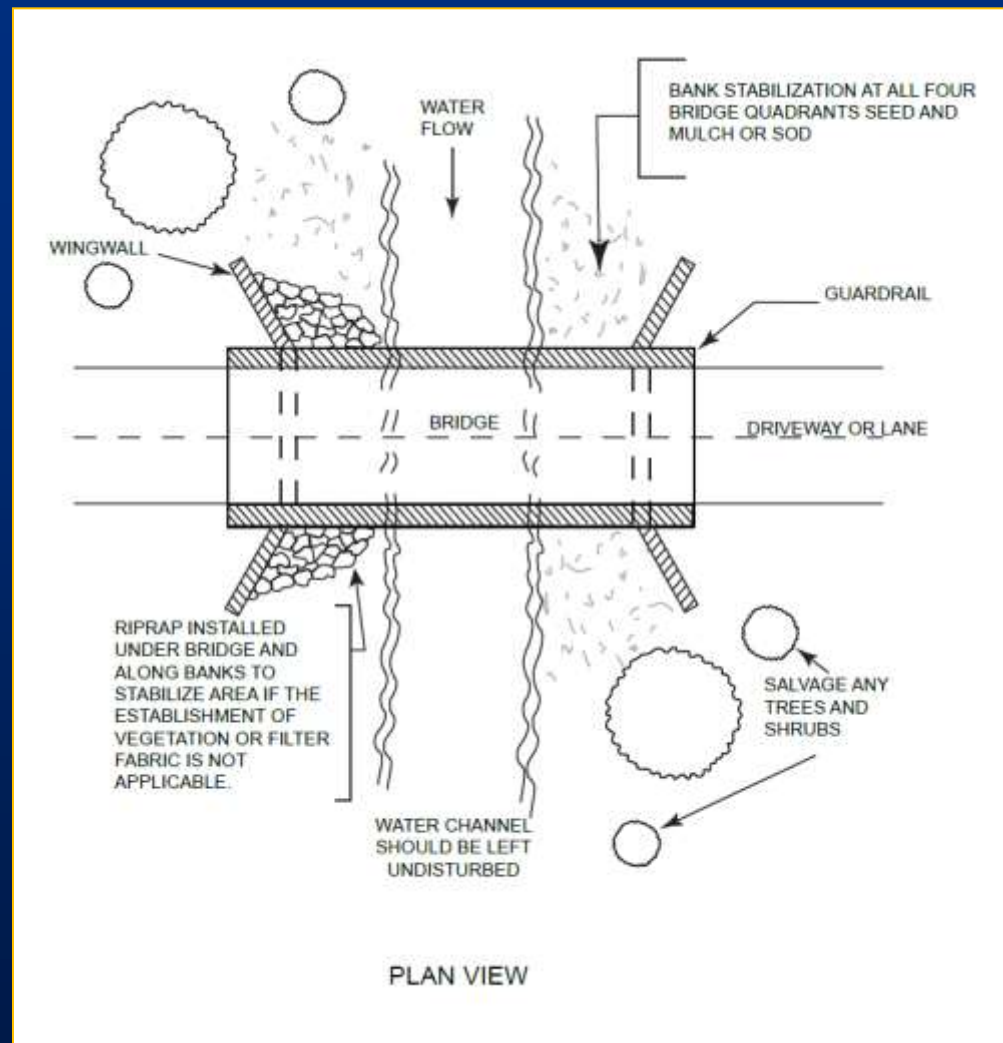 WATER
FLOW
BANK STABILIZATION AT ALL FOUR
BRIDGE QUADRANTS SEED AND
MULCH OR SOD
WINGWALL
GUARDRAIL
BRIDGE
DRIVEWAY OR LANE
RIPRAP INSTALLED
UNDER BRIDGE AND
ALONG BANKS TO
STABILIZE AREA IF THE
ESTABLISHMENT OF
VEGETATION OR FILTER
FABRIC IS NOT
APPLICABLE.
SALVAGE ANY
TREES AND
SHRUBS
WATER CHANNEL
SHOULD BE LEFT
UNDISTURBED
PLAN VIEW